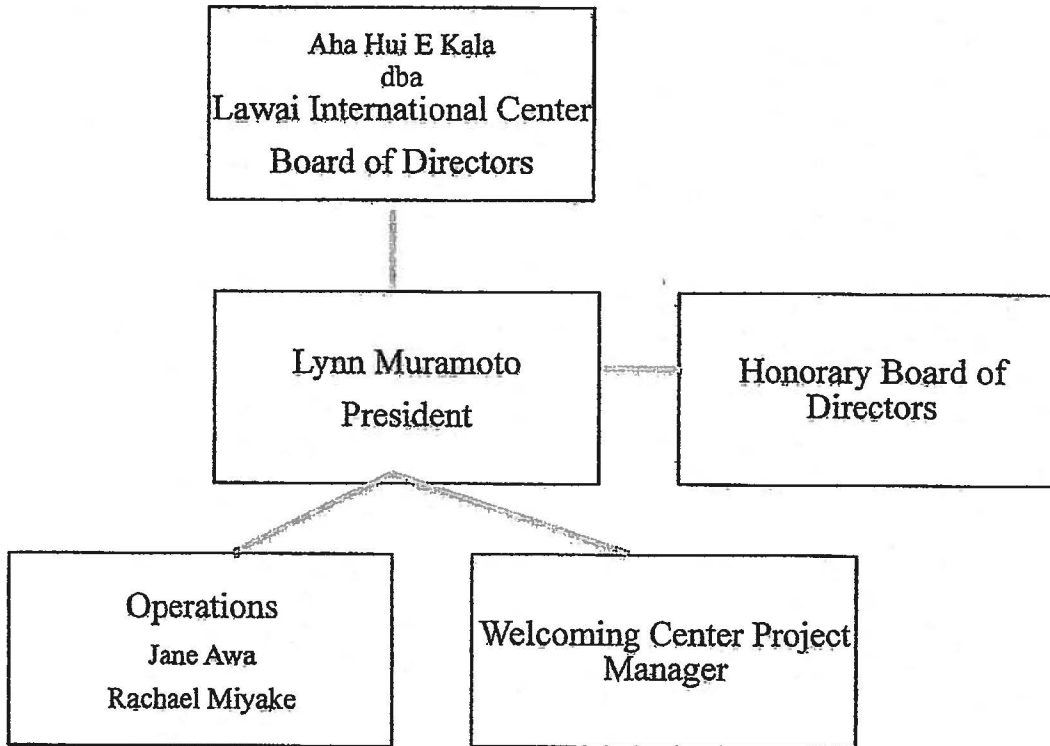 Aha Hui E Kala
dba
Lawai International Center
Board of Directors
Lynn Muramoto
President
Honorary Board of
Directors
Operations
Jane Awa
Rachael Miyake
Welcoming Center Project
Manager